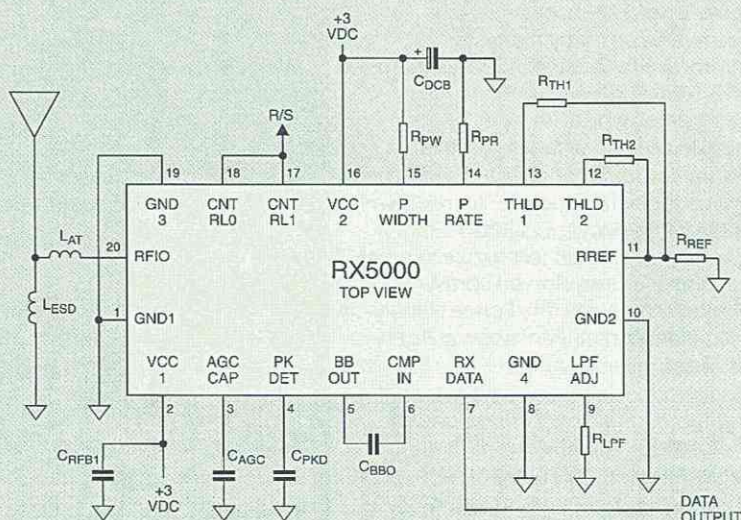 +3
VDC
CDCB
+
R/S
RPW
RPR
RTH1
RTH2
19 18 17 16 15 14 13 12
GND
3
CNT
RL0
CNT
RL1
VCC
2
P
WIDTH
P
RATE
THLD
1
THLD
2
LAT
20
RFIO
RX5000
TOP VIEW
RREF
11
RREF
LESD
1
GND1
GND2
10
VCC
1
AGC
CAP
PK
DET
BB
OUT
CMP
IN
RX
DATA
GND
4
LPF
ADJ
2 3 4 5 6 7 8 9
CRFB1
+3
VDC
CAGC
CPKD
CBBO
RLPF
DATA
OUTPUT